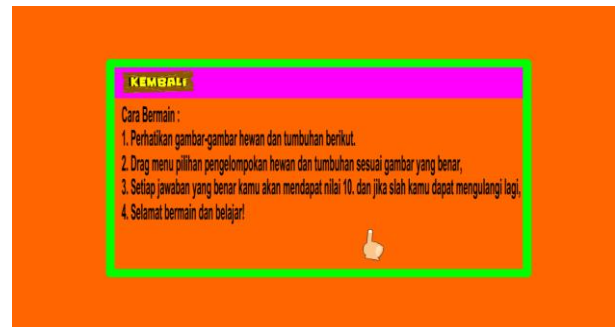 KEMBALI
Cara Bermain :
1. Perhatikan gambar-gambar hewan dan tumbuhan berikut.
2. Drag menu pilihan pengelompokan hewan dan tumbuhan sesuai gambar yang benar,
3. Setiap jawaban yang benar kamu akan mendapat nilai 10. dan jika slah kamu dapat mengulangi lagi,
4. Selamat bermain dan belajar!